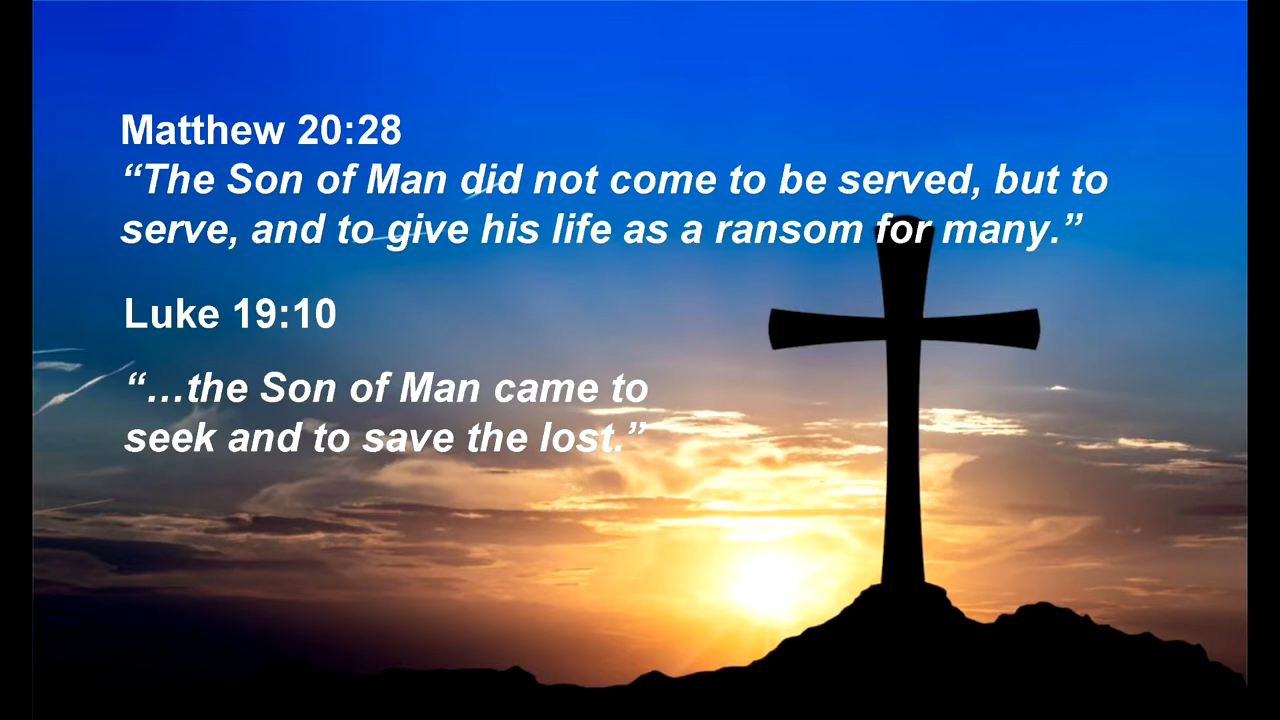 Matthew 20:28
“The Son of Man did not come to be served, but to
serve, and to give his life as a ransom for many.”
Luke 19:10
“…the Son of Man came to
seek and to save the lost.”